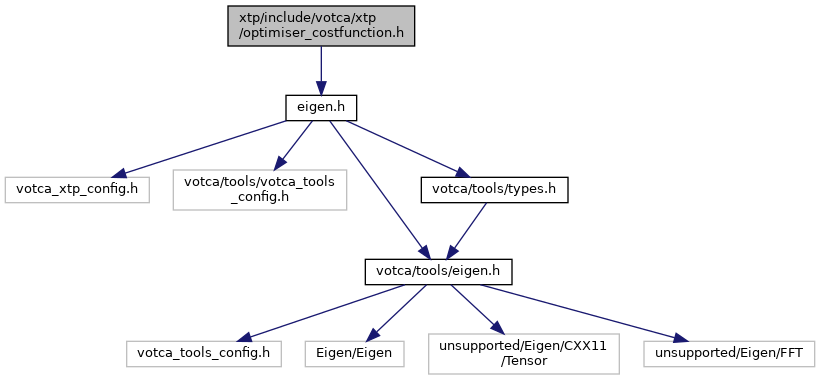 xtp/include/votca/xtp
/optimiser_costfunction.h
eigen.h
votca_xtp_config.h
votca/tools/votca_tools
_config.h
votca/tools/types.h
votca/tools/eigen.h
votca_tools_config.h
Eigen/Eigen
unsupported/Eigen/CXX11
/Tensor
unsupported/Eigen/FFT